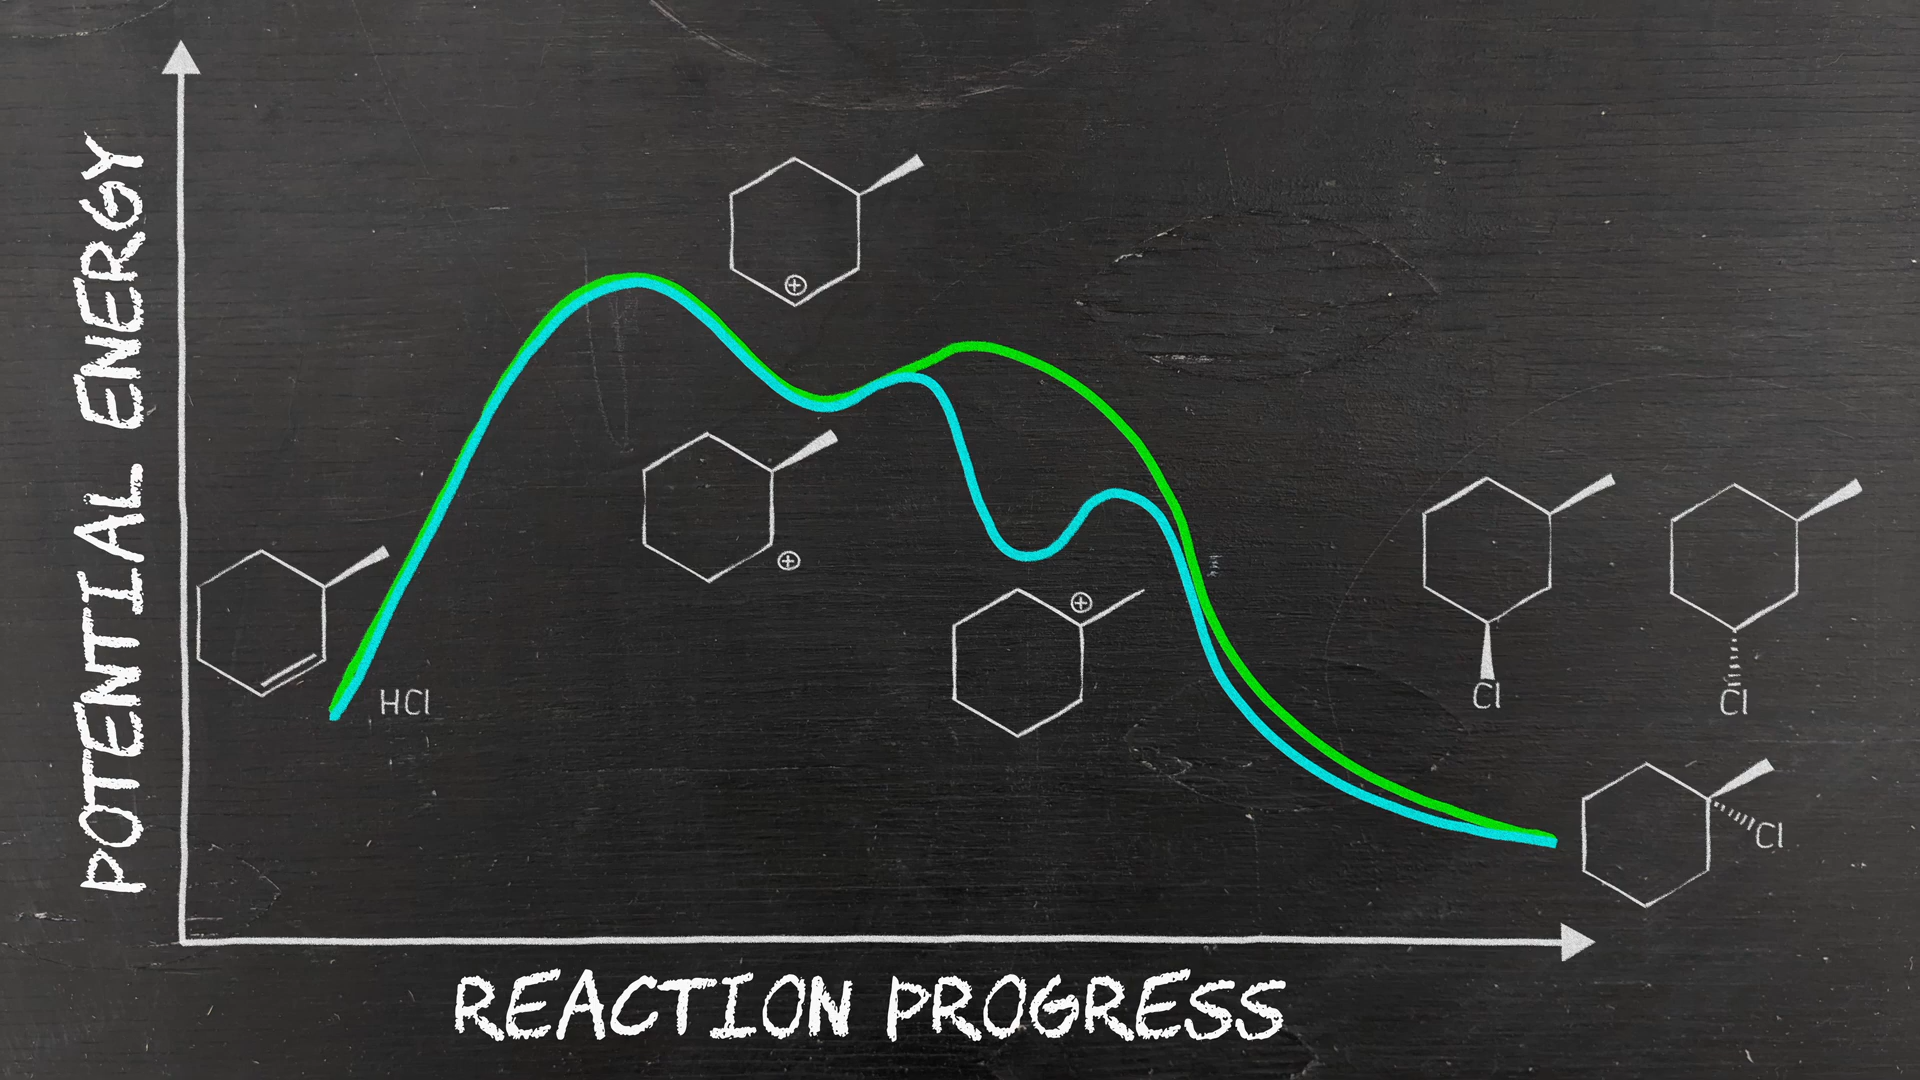 POTENTIAL ENERGY
⊕
HCl
⊕
⊕
Cl
Cl
Cl
REACTION PROGRESS